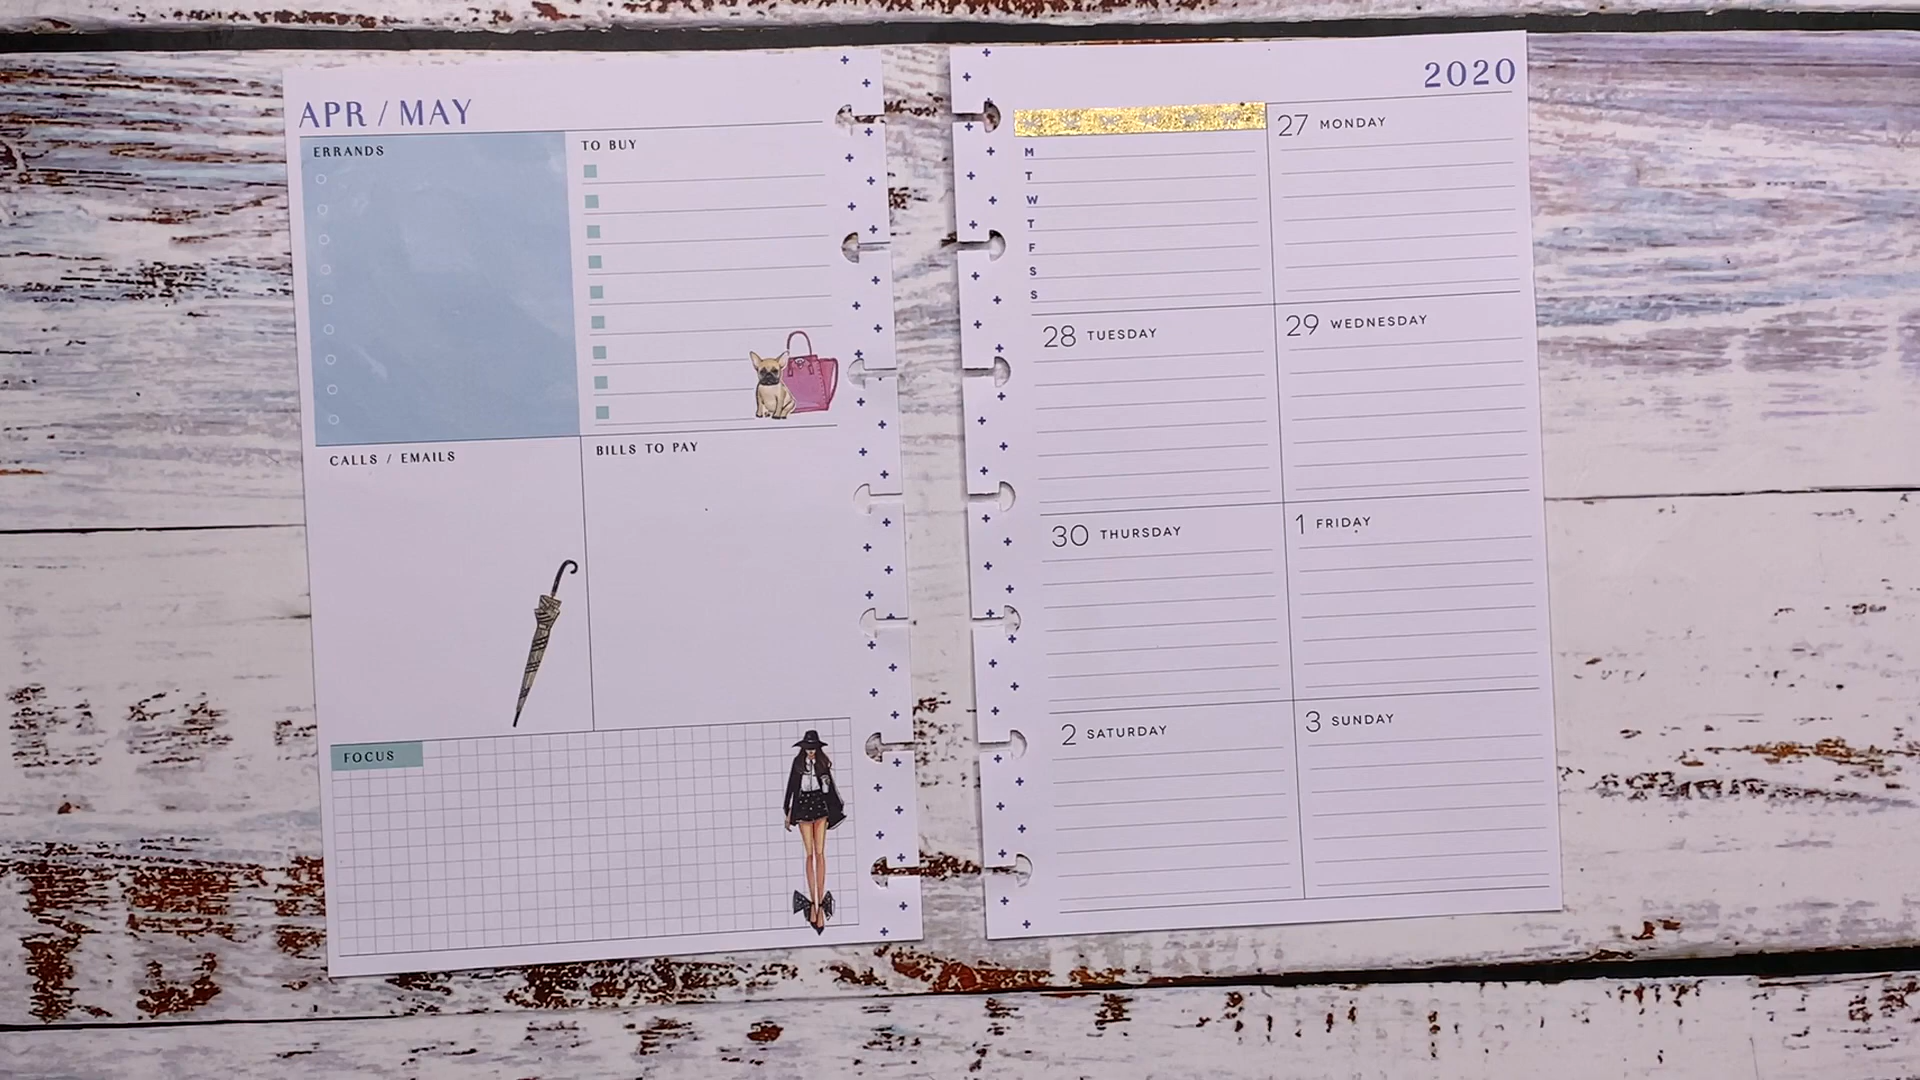 APR / MAY
ERRANDS
TO BUY
CALLS / EMAILS
BILLS TO PAY
FOCUS
2020
M
T
W
T
F
S
S
27 MONDAY
28 TUESDAY
29 WEDNESDAY
30 THURSDAY
1 FRIDAY
2 SATURDAY
3 SUNDAY